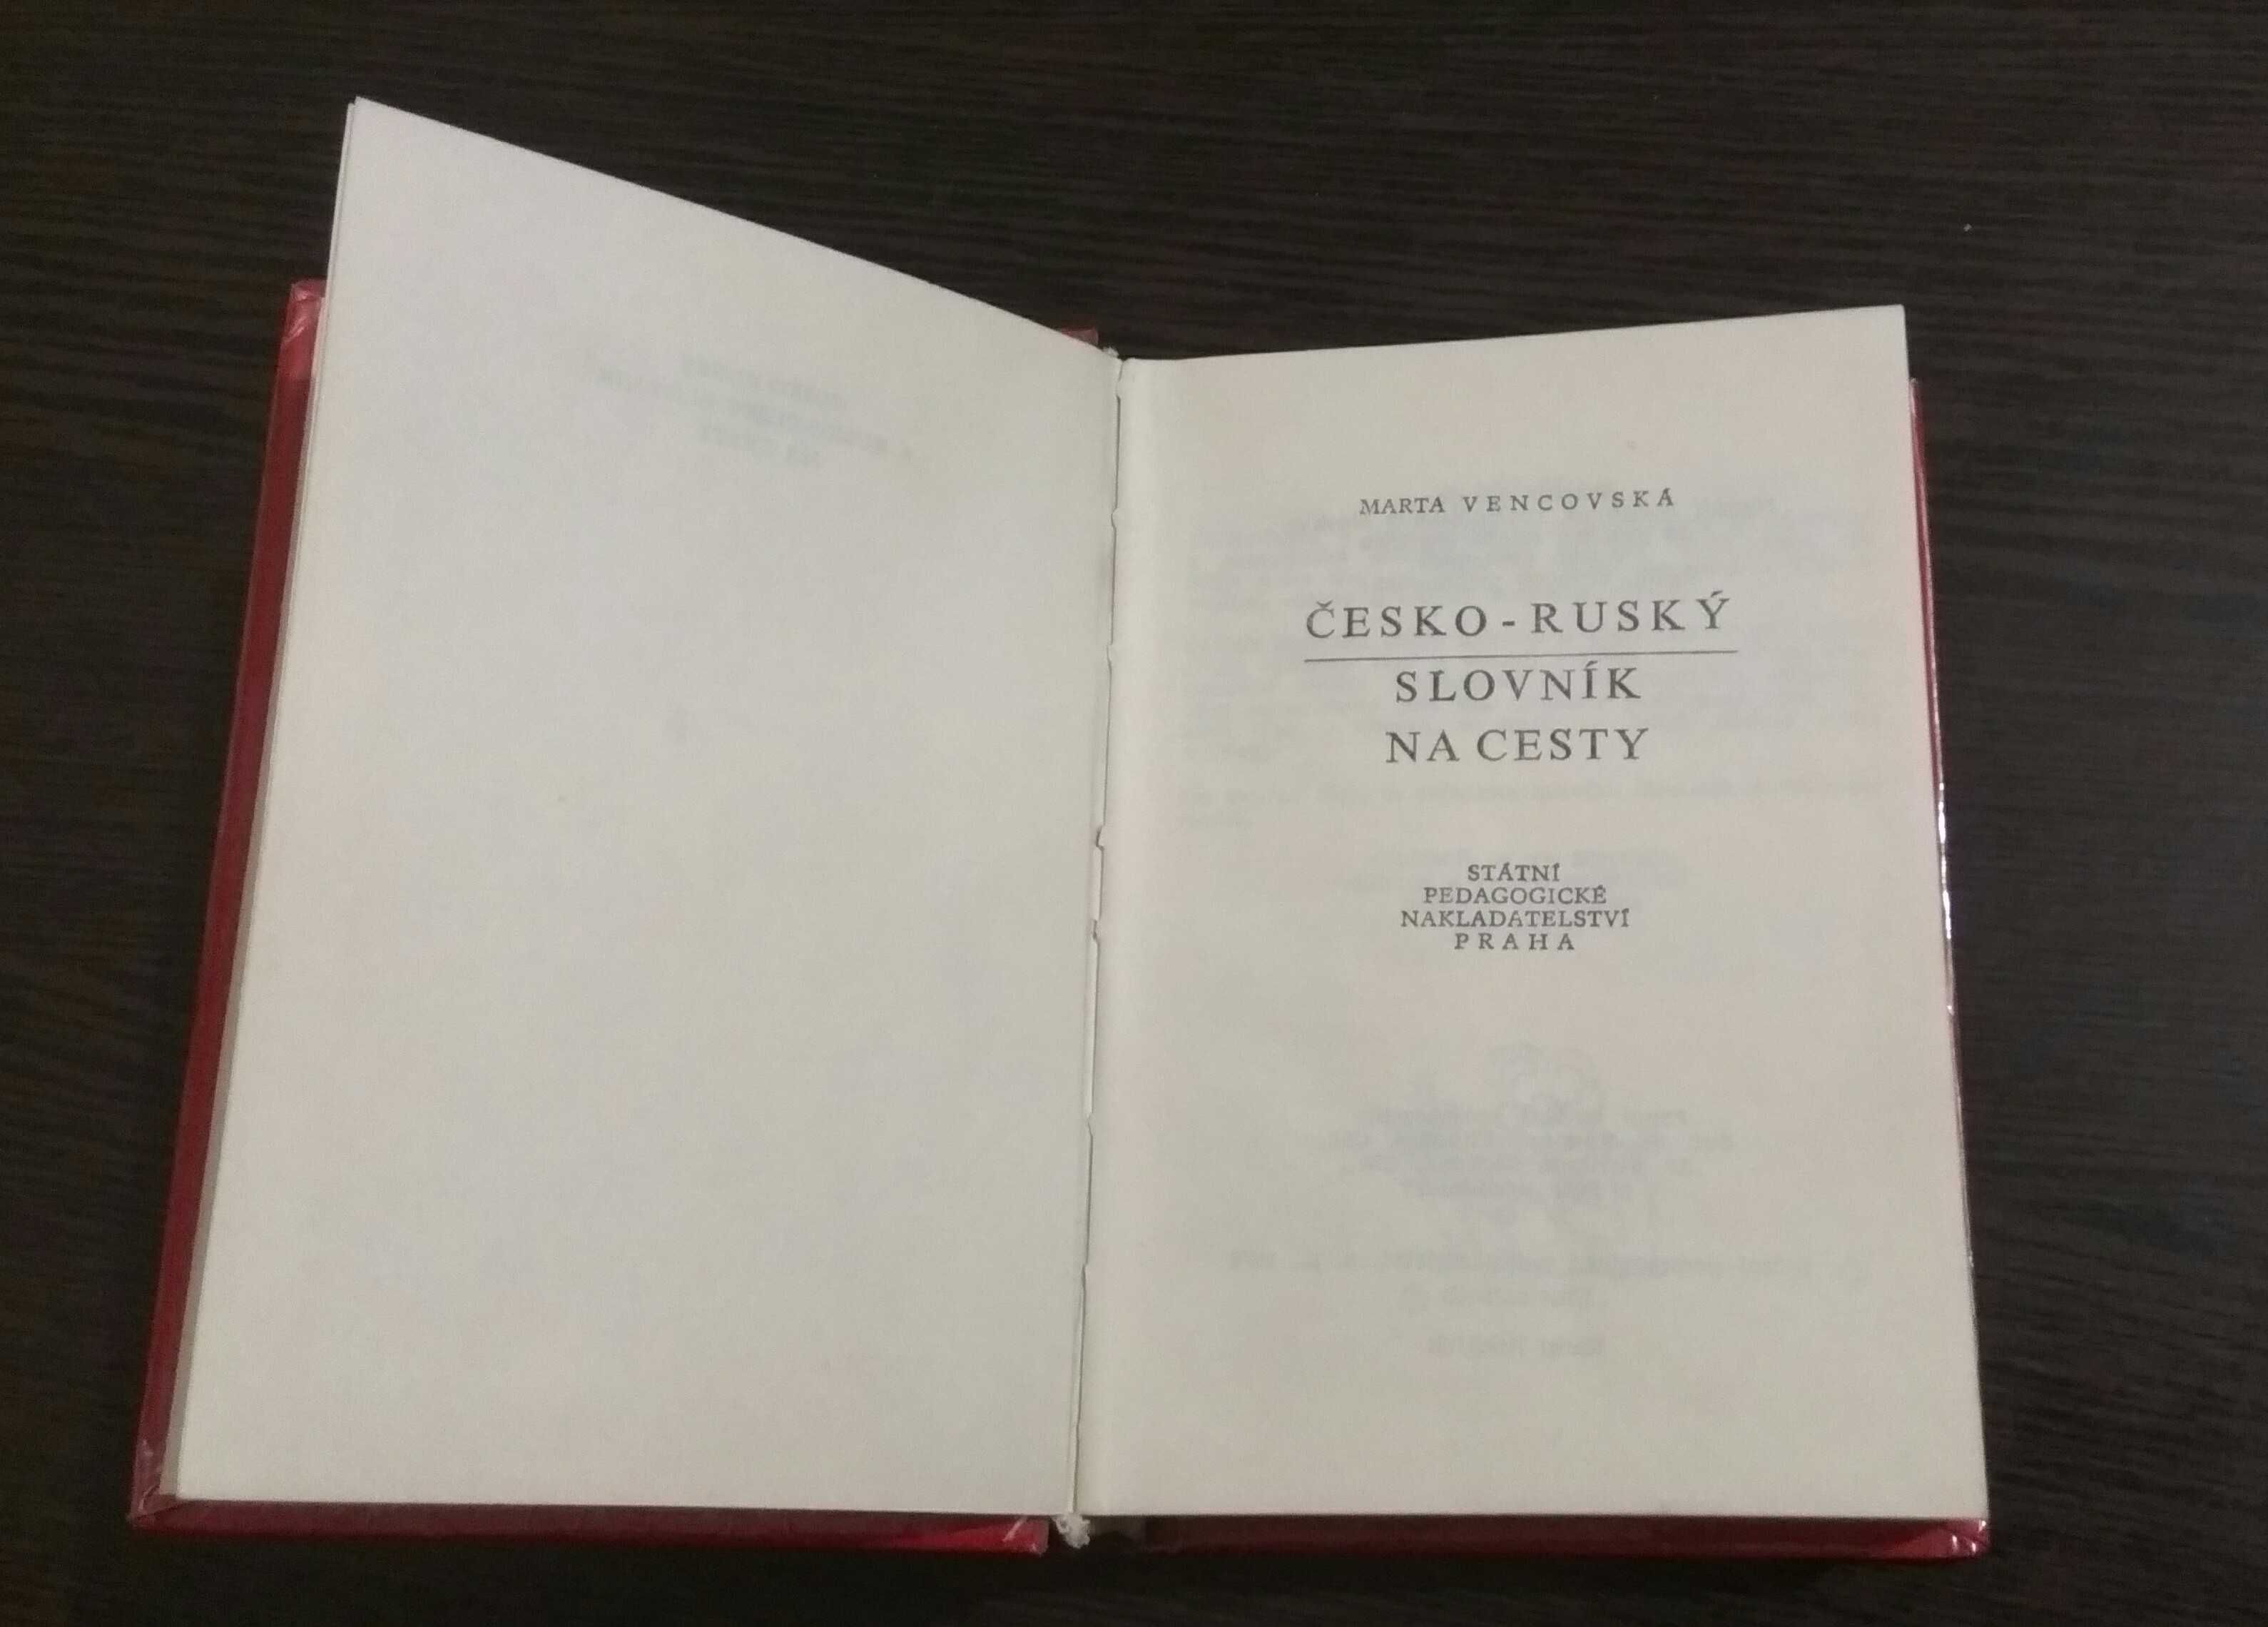 MARTA VENCOVSKÁ
ČESKO-RUSKÝ
SLOVNÍK
NA CESTY
STÁTNÍ
PEDAGOGICKÉ
NAKLADATELSTVÍ
PRAHA